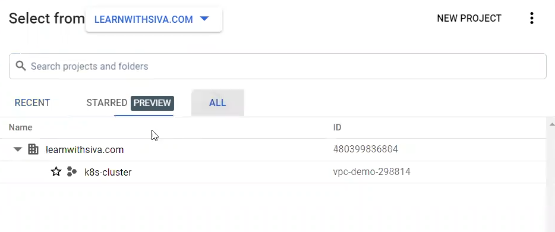 Select from LEARNWITHSIVA.COM NEW PROJECT
Search projects and folders
RECENT STARRED PREVIEW ALL
Name ID
learnwithsiva.com 480399836804
k8s-cluster vpc-demo-298814